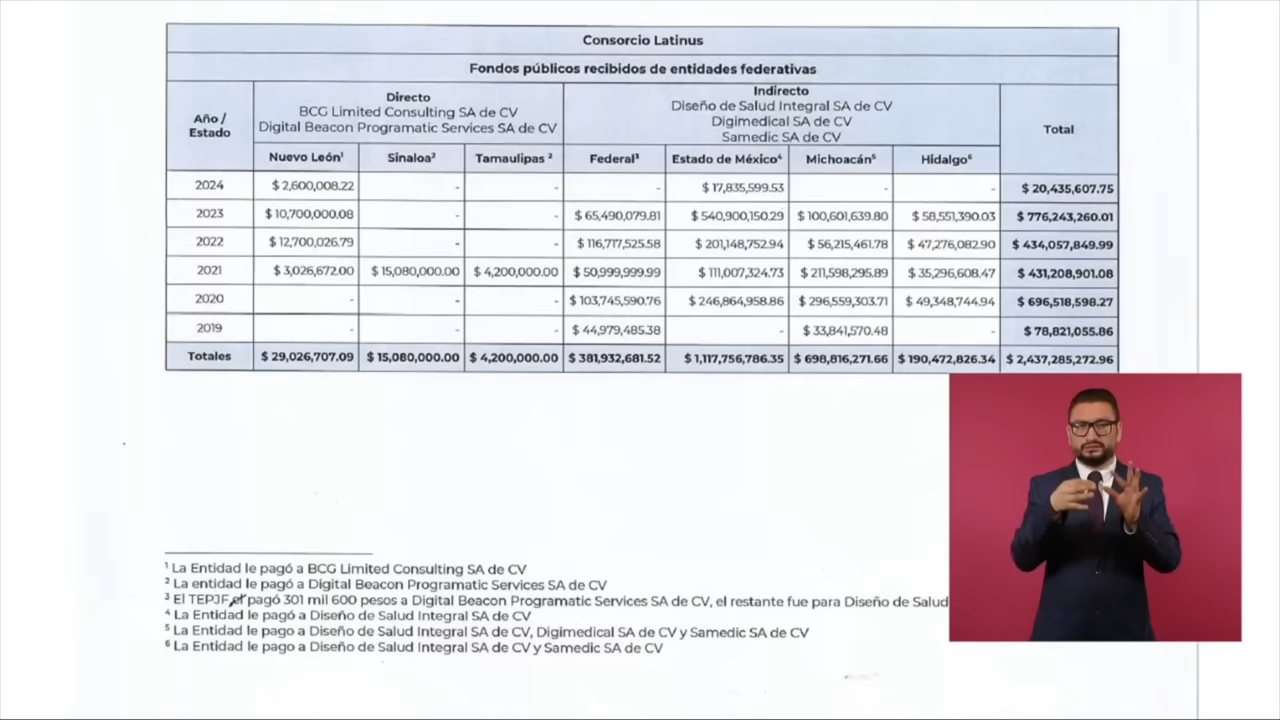 Consorcio Latinus
Fondos públicos recibidos de entidades federativas
Año / Estado
Directo
BCG Limited Consulting SA de CV
Digital Beacon Programatic Services SA de CV
Indirecto
Diseño de Salud Integral SA de CV
Digimedical SA de CV
Samedic SA de CV
Total
Nuevo León¹ Sinaloa² Tamaulipas ² Federal³ Estado de México⁴ Michoacán⁵ Hidalgo⁶
2024 $ 2,600,008.22 - - - $ 17,835,599.53 - - $ 20,435,607.75
2023 $ 10,700,000.08 - - $ 65,490,079.81 $ 540,900,150.29 $ 100,601,639.80 $ 58,551,390.03 $ 776,243,260.01
2022 $ 12,700,026.79 - - $ 116,717,525.58 $ 201,148,752.94 $ 56,215,461.78 $ 47,276,082.90 $ 434,057,849.99
2021 $ 3,026,672.00 $ 15,080,000.00 $ 4,200,000.00 $ 50,999,999.99 $ 111,007,324.73 $ 211,598,295.89 $ 35,296,608.47 $ 431,208,901.08
2020 - - - $ 103,745,590.76 $ 246,864,958.86 $ 296,559,303.71 $ 49,348,744.94 $ 696,518,598.27
2019 - - - $ 44,979,485.38 - $ 33,841,570.48 - $ 78,821,055.86
Totales $ 29,026,707.09 $ 15,080,000.00 $ 4,200,000.00 $ 381,932,681.52 $ 1,117,756,786.35 $ 698,816,271.66 $ 190,472,826.34 $ 2,437,285,272.96
¹ La Entidad le pagó a BCG Limited Consulting SA de CV
² La entidad le pagó a Digital Beacon Programatic Services SA de CV
³ El TEPJF pagó 301 mil 600 pesos a Digital Beacon Programatic Services SA de CV, el restante fue para Diseño de Salud
⁴ La Entidad le pagó a Diseño de Salud Integral SA de CV
⁵ La Entidad le pago a Diseño de Salud Integral SA de CV, Digimedical SA de CV y Samedic SA de CV
⁶ La Entidad le pago a Diseño de Salud Integral SA de CV y Samedic SA de CV